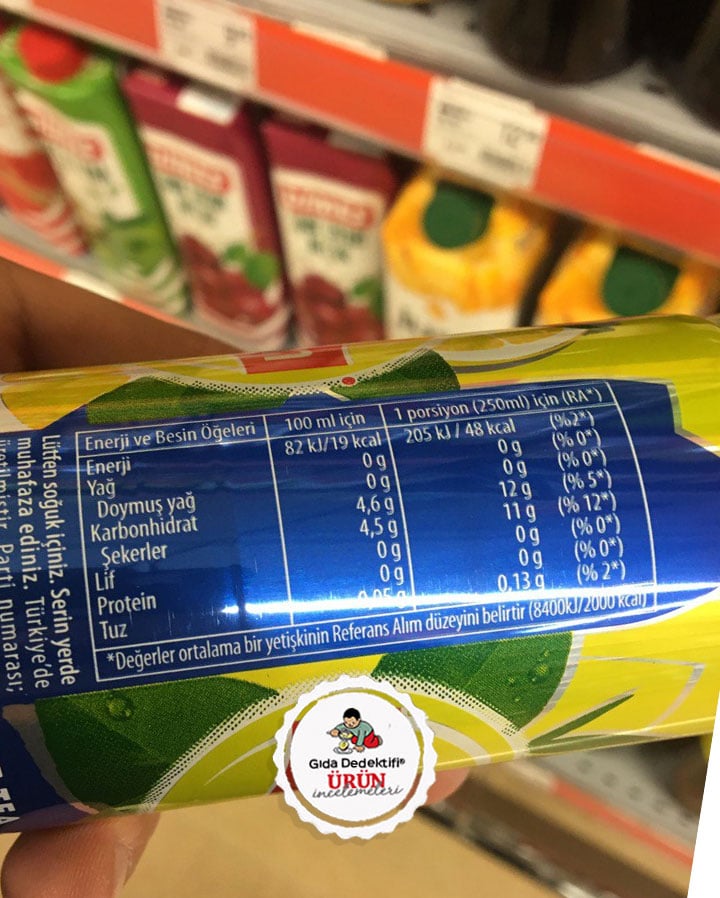 Enerji ve Besin Öğeleri 100 ml için 1 porsiyon (250ml) için (RA*)
Enerji 82 kJ/19 kcal 205 kJ / 48 kcal (%2*)
Yağ 0 g 0 g (% 0*)
Doymuş yağ 0 g 0 g (% 0*)
Karbonhidrat 4,6 g 12 g (% 5*)
Şekerler 4,5 g 11 g (% 12*)
Lif 0 g 0 g (% 0*)
Protein 0 g 0 g (% 0*)
Tuz 0,05 g 0,13 g (% 2*)
*Değerler ortalama bir yetişkinin Referans Alım düzeyini belirtir (8400kJ/2000 kcal)
Lütfen soğuk içiniz. Serin yerde
muhafaza ediniz. Türkiye'de
üretilmiştir. Parti numarası;
Gıda Dedektifi®
ÜRÜN
incelemeleri